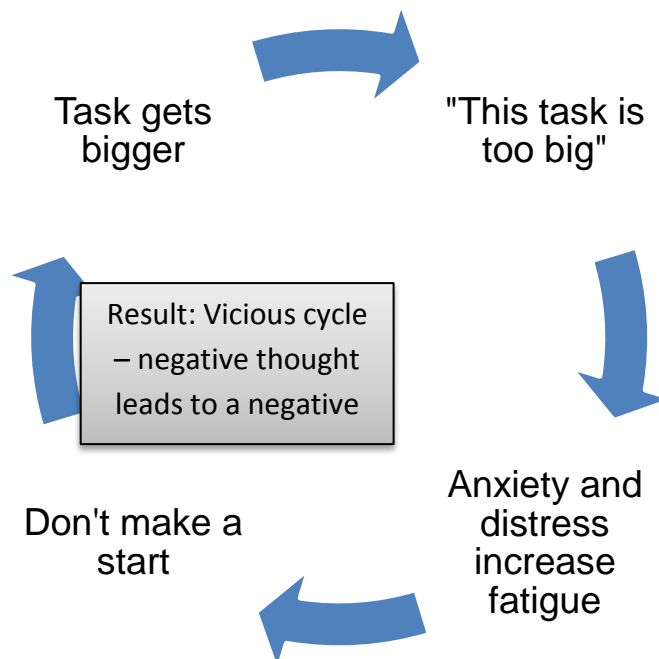 Task gets
bigger
"This task is
too big"
Result: Vicious cycle
– negative thought
leads to a negative
Anxiety and
distress
increase
fatigue
Don't make a
start